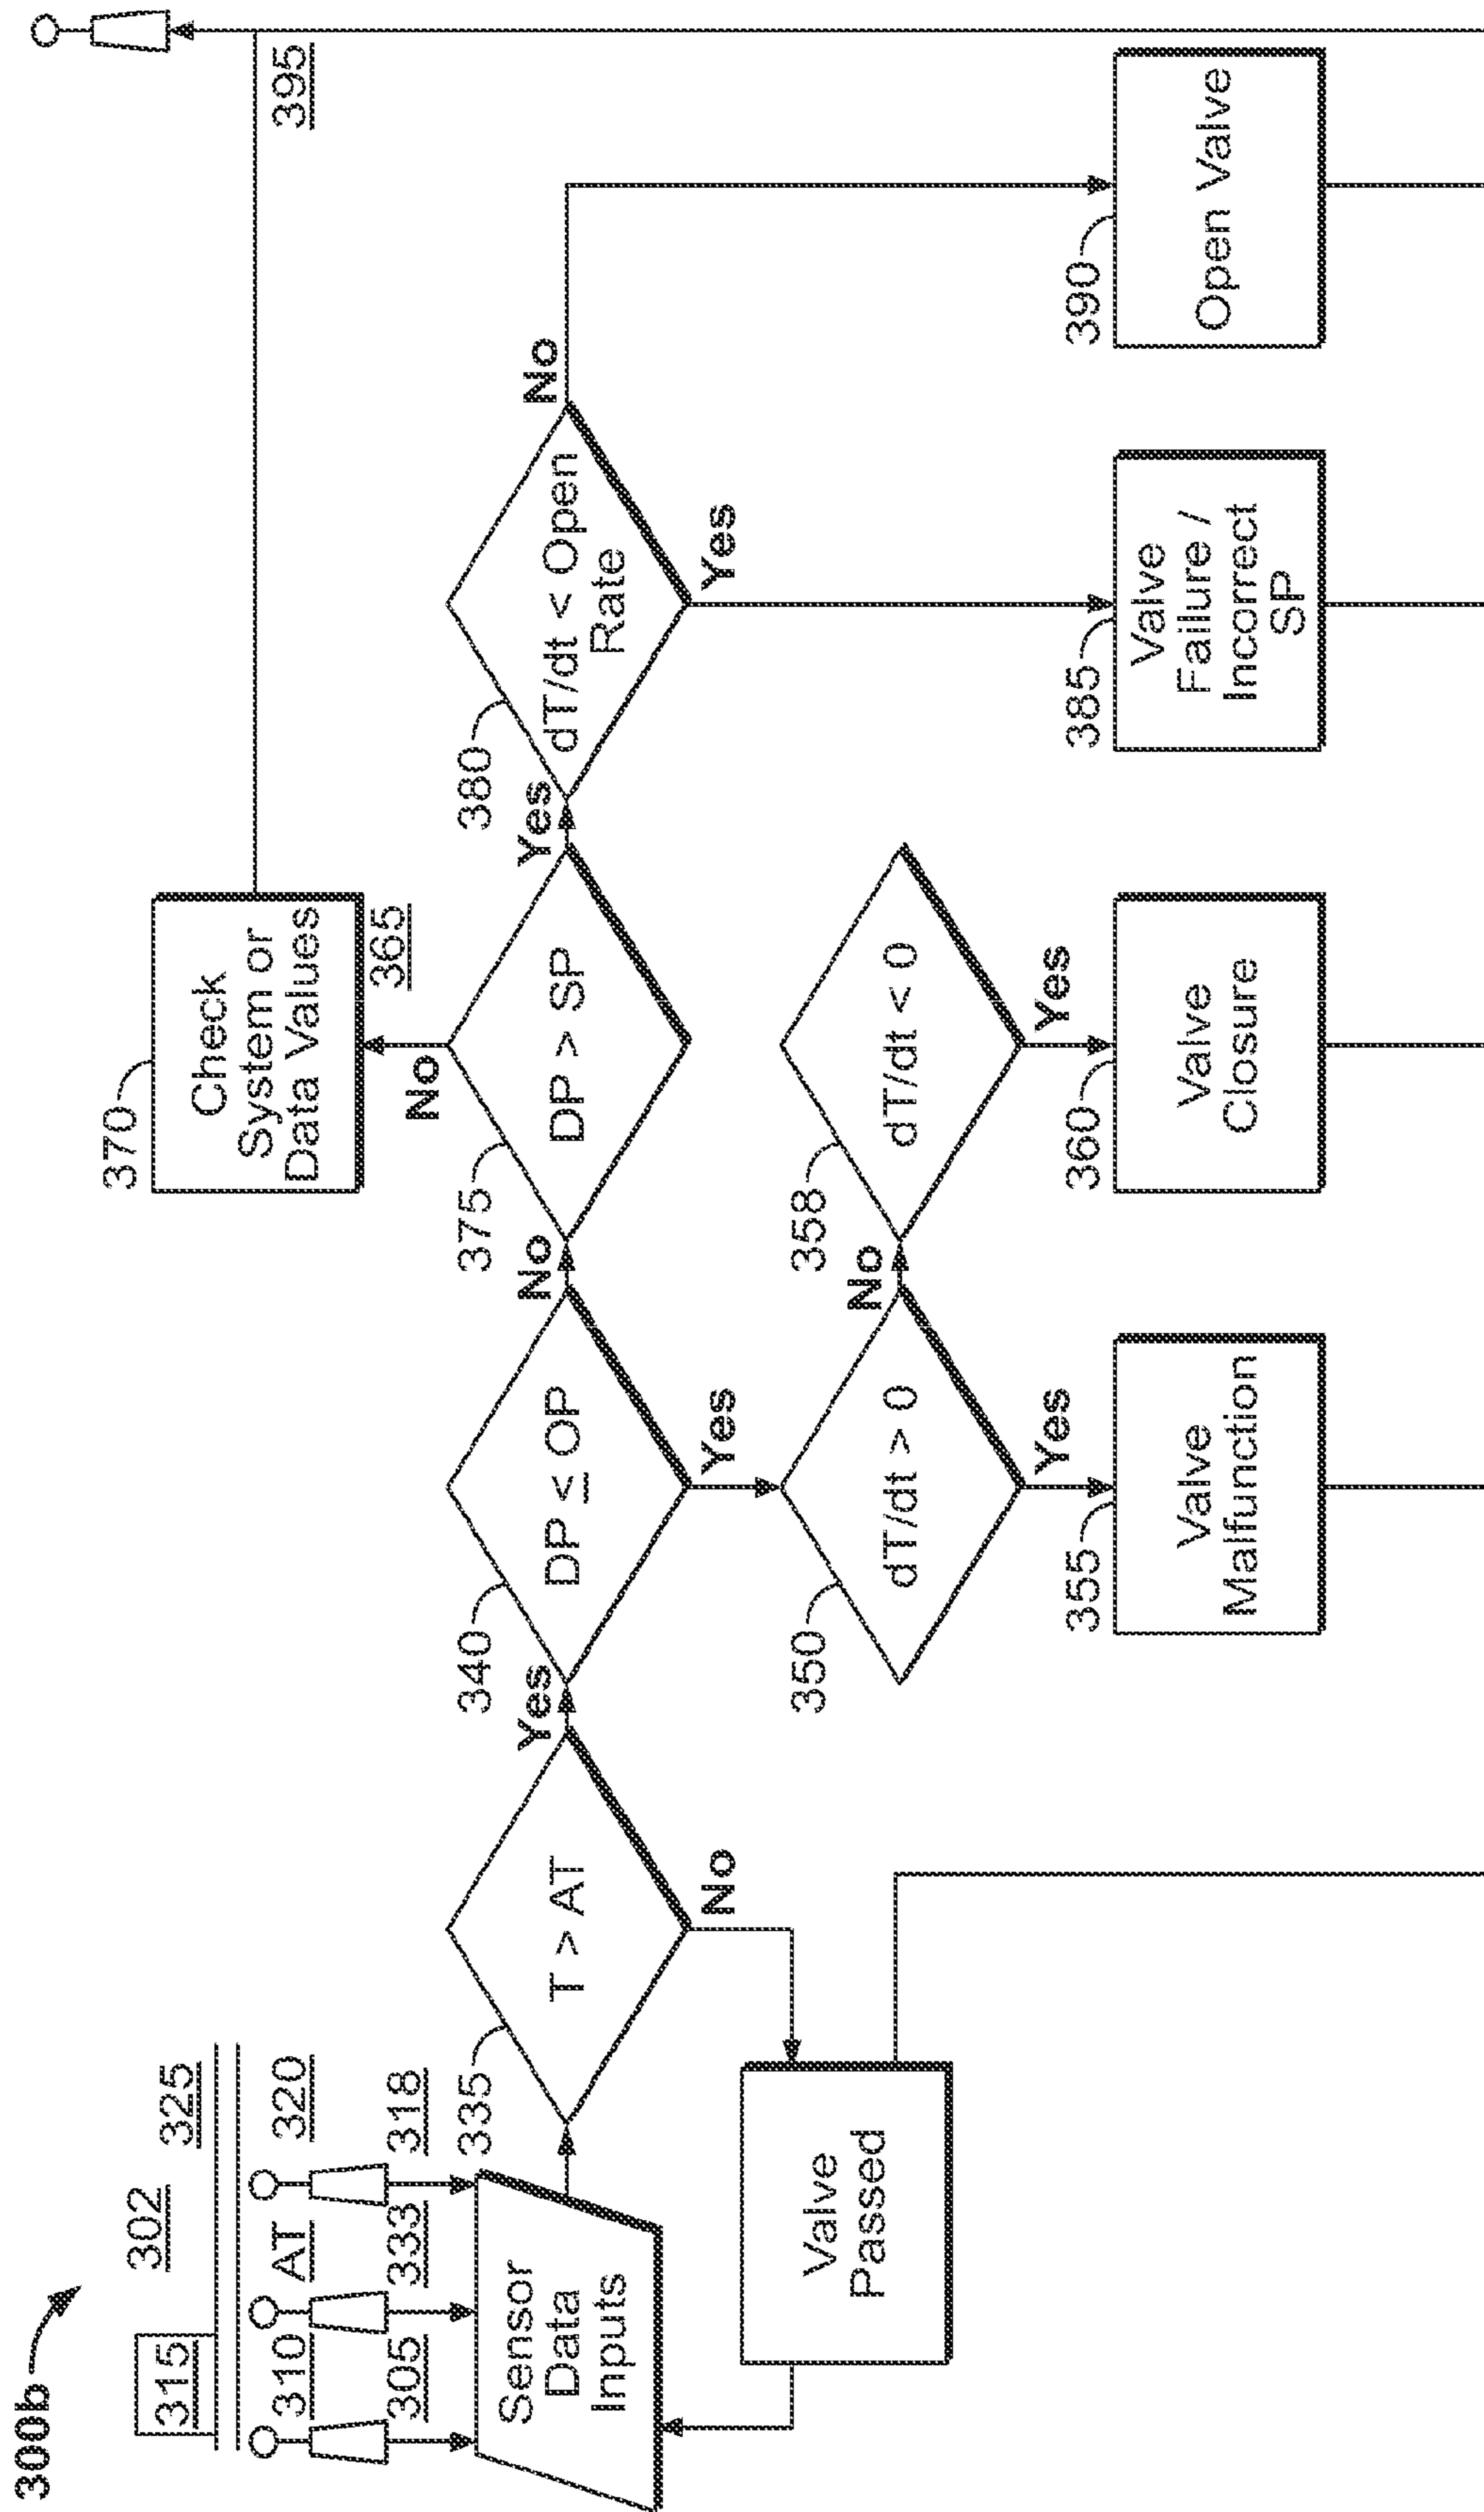 300b
315
302
325
310
AT
320
305
333
318
Sensor
Data
Inputs
335
T > AT
Yes
No
Valve
Passed
340
DP ≤ OP
No
Yes
350
dT/dt > 0
No
Yes
355
Valve
Malfunction
370
Check
System or
Data Values
365
No
375
DP > SP
Yes
358
dT/dt < 0
Yes
360
Valve
Closure
380
dT/dt < Open
Rate
No
Yes
385
Valve
Failure /
Incorrect
SP
390
Open Valve
395